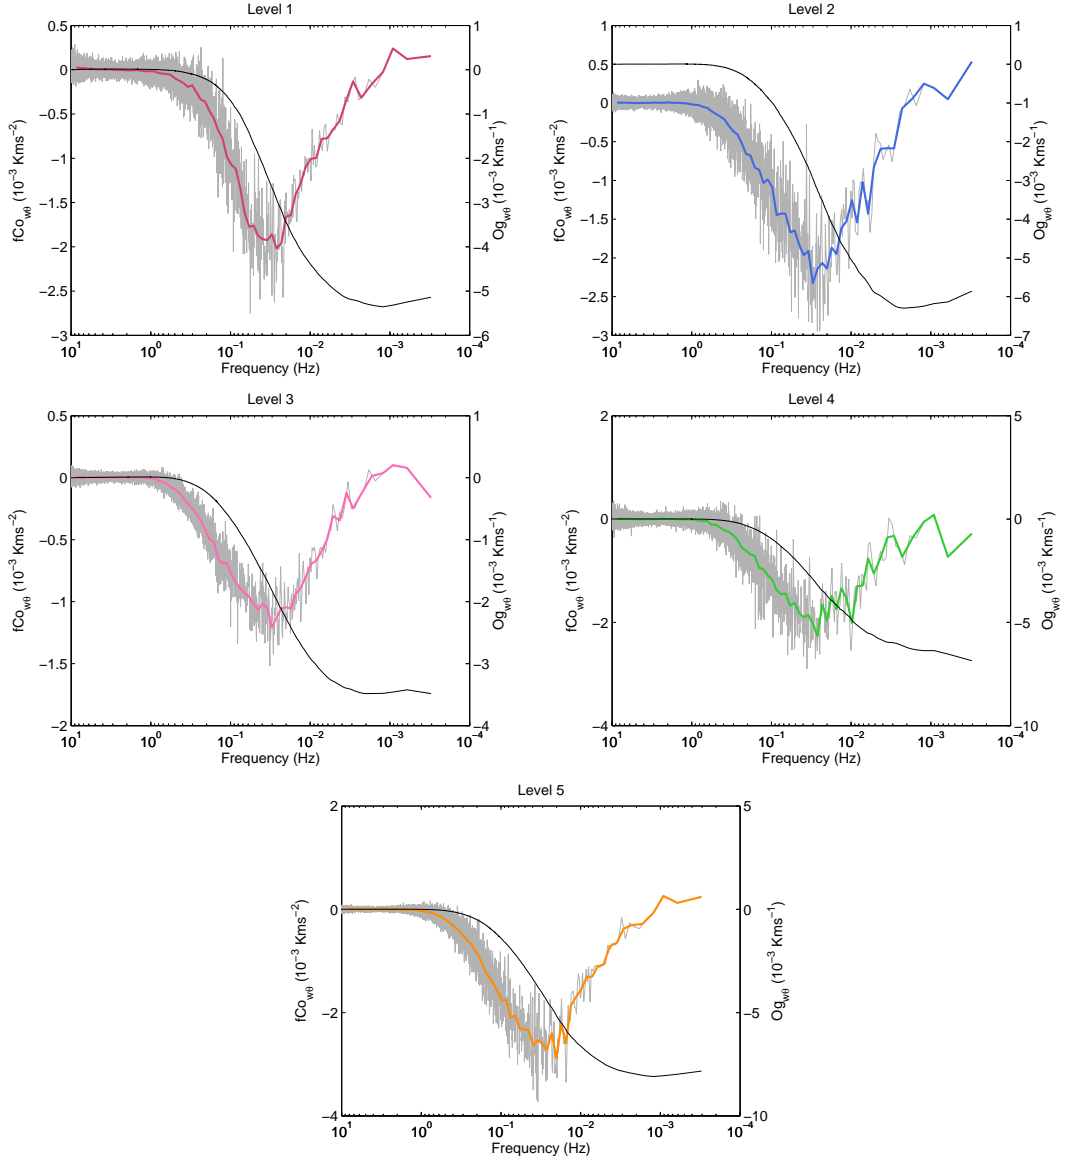 Level 1
0.5
0
−0.5
−1
−1.5
−2
−2.5
−3
1
0
−1
−2
−3
−4
−5
−6
10^1 10^0 10^−1 10^−2 10^−3 10^−4
Frequency (Hz)
fCo_wθ (10^−3 Kms^−2)
Og_wθ (10^−3 Kms^−1)
Level 2
1
0.5
0
−0.5
−1
−1.5
−2
−2.5
−3
1
0
−1
−2
−3
−4
−5
−6
−7
10^1 10^0 10^−1 10^−2 10^−3 10^−4
Frequency (Hz)
fCo_wθ (10^−3 Kms^−2)
Og_wθ (10^−3 Kms^−1)
Level 3
0.5
0
−0.5
−1
−1.5
−2
1
0
−1
−2
−3
−4
10^1 10^0 10^−1 10^−2 10^−3 10^−4
Frequency (Hz)
fCo_wθ (10^−3 Kms^−2)
Og_wθ (10^−3 Kms^−1)
Level 4
2
0
−2
−4
5
0
−5
−10
10^1 10^0 10^−1 10^−2 10^−3 10^−4
Frequency (Hz)
fCo_wθ (10^−3 Kms^−2)
Og_wθ (10^−3 Kms^−1)
Level 5
2
0
−2
−4
5
0
−5
−10
10^1 10^0 10^−1 10^−2 10^−3 10^−4
Frequency (Hz)
fCo_wθ (10^−3 Kms^−2)
Og_wθ (10^−3 Kms^−1)